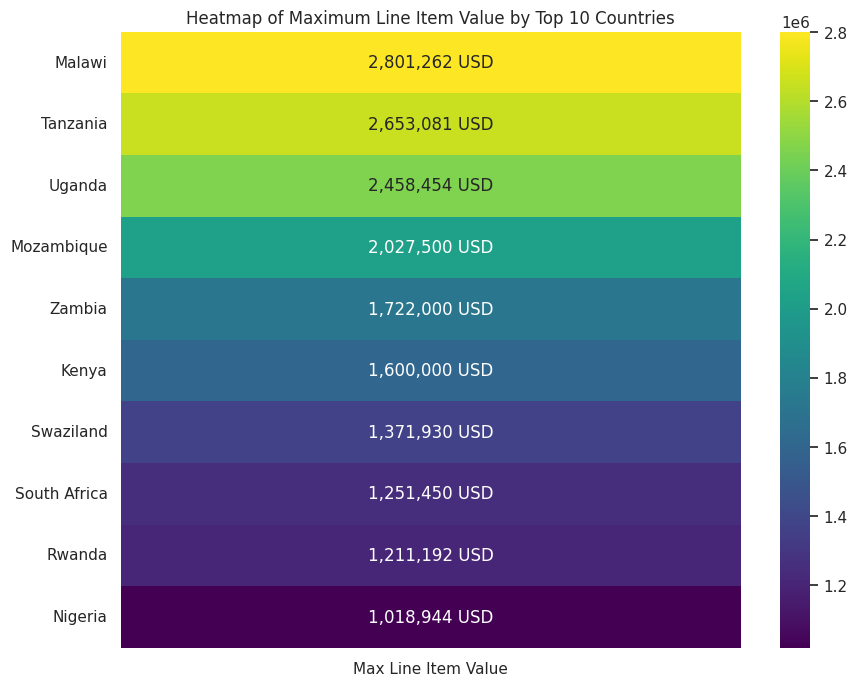 Heatmap of Maximum Line Item Value by Top 10 Countries
1e6
Malawi 2,801,262 USD
Tanzania 2,653,081 USD
Uganda 2,458,454 USD
Mozambique 2,027,500 USD
Zambia 1,722,000 USD
Kenya 1,600,000 USD
Swaziland 1,371,930 USD
South Africa 1,251,450 USD
Rwanda 1,211,192 USD
Nigeria 1,018,944 USD
Max Line Item Value
2.8
2.6
2.4
2.2
2.0
1.8
1.6
1.4
1.2